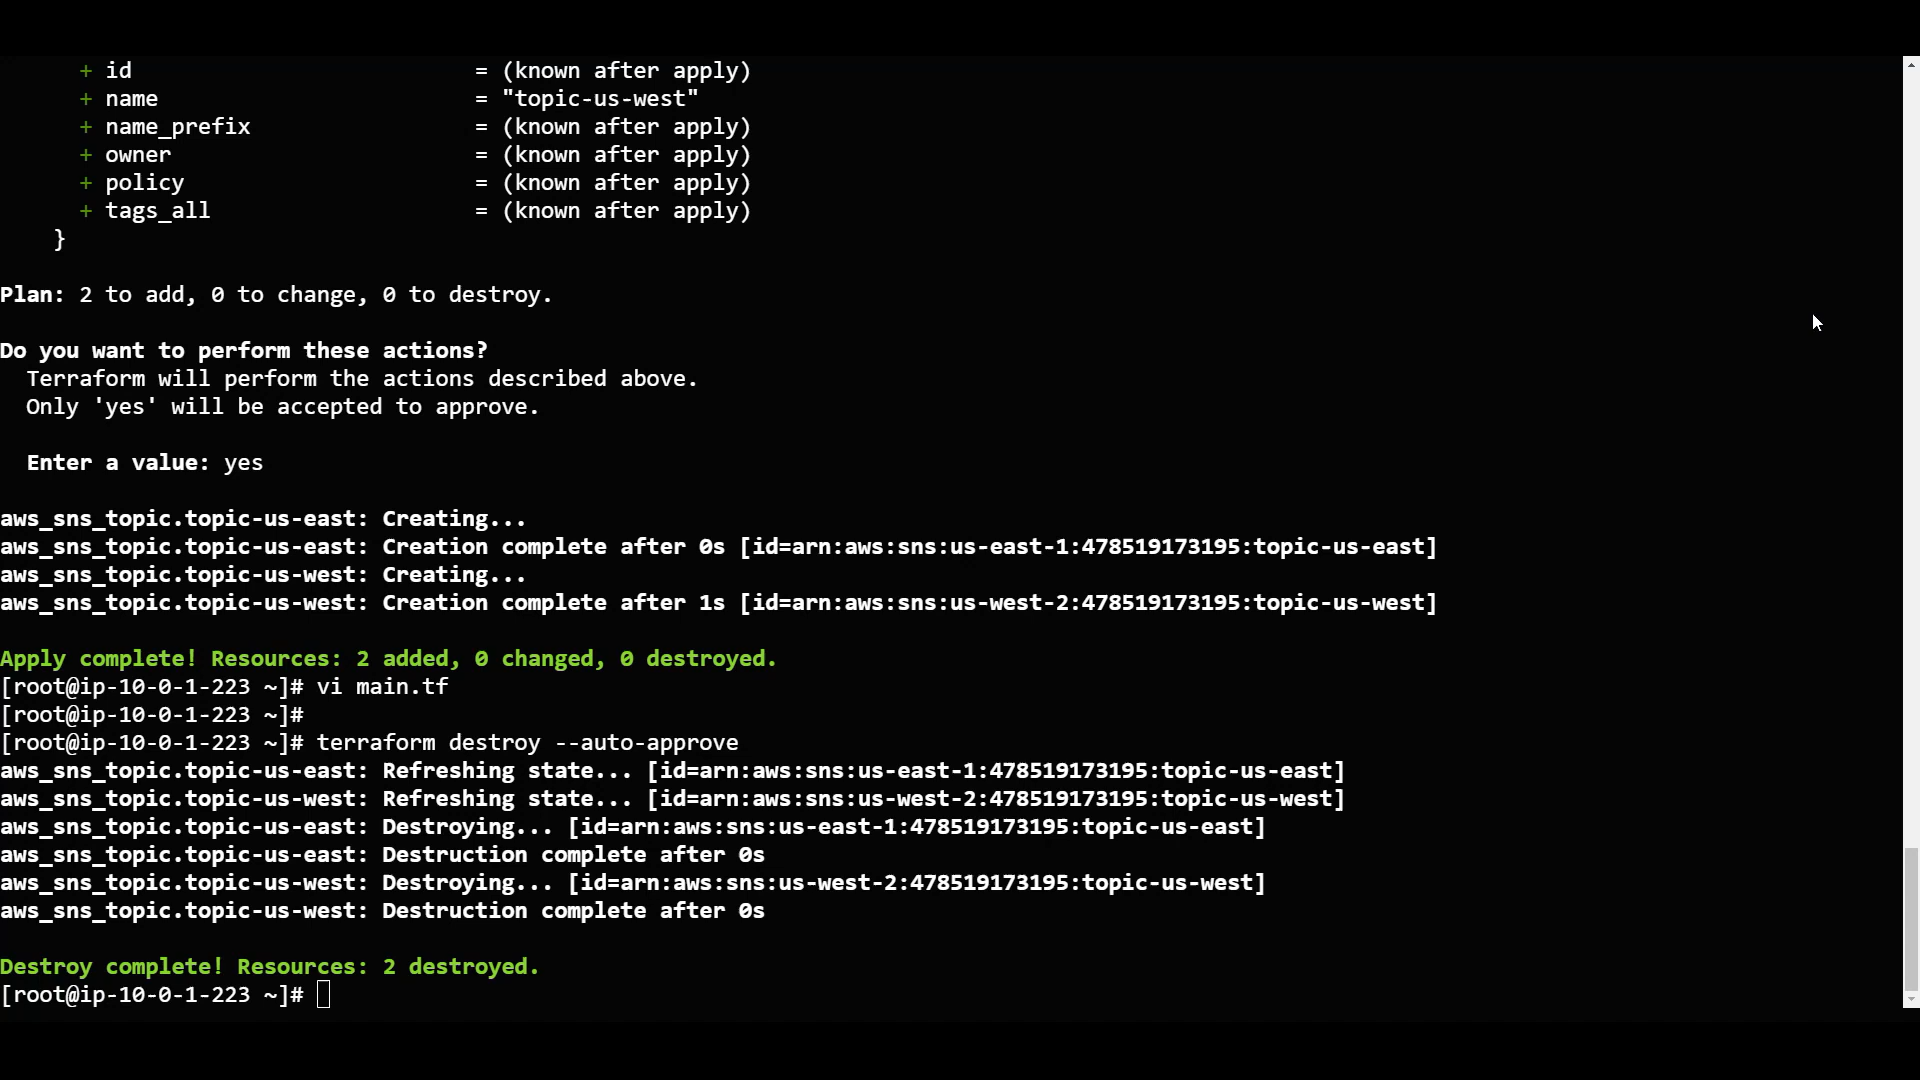 + id = (known after apply)
+ name = "topic-us-west"
+ name_prefix = (known after apply)
+ owner = (known after apply)
+ policy = (known after apply)
+ tags_all = (known after apply)
}
Plan: 2 to add, 0 to change, 0 to destroy.
Do you want to perform these actions?
Terraform will perform the actions described above.
Only 'yes' will be accepted to approve.
Enter a value: yes
aws_sns_topic.topic-us-east: Creating...
aws_sns_topic.topic-us-east: Creation complete after 0s [id=arn:aws:sns:us-east-1:478519173195:topic-us-east]
aws_sns_topic.topic-us-west: Creating...
aws_sns_topic.topic-us-west: Creation complete after 1s [id=arn:aws:sns:us-west-2:478519173195:topic-us-west]
Apply complete! Resources: 2 added, 0 changed, 0 destroyed.
[root@ip-10-0-1-223 ~]# vi main.tf
[root@ip-10-0-1-223 ~]#
[root@ip-10-0-1-223 ~]# terraform destroy --auto-approve
aws_sns_topic.topic-us-east: Refreshing state... [id=arn:aws:sns:us-east-1:478519173195:topic-us-east]
aws_sns_topic.topic-us-west: Refreshing state... [id=arn:aws:sns:us-west-2:478519173195:topic-us-west]
aws_sns_topic.topic-us-east: Destroying... [id=arn:aws:sns:us-east-1:478519173195:topic-us-east]
aws_sns_topic.topic-us-east: Destruction complete after 0s
aws_sns_topic.topic-us-west: Destroying... [id=arn:aws:sns:us-west-2:478519173195:topic-us-west]
aws_sns_topic.topic-us-west: Destruction complete after 0s
Destroy complete! Resources: 2 destroyed.
[root@ip-10-0-1-223 ~]#